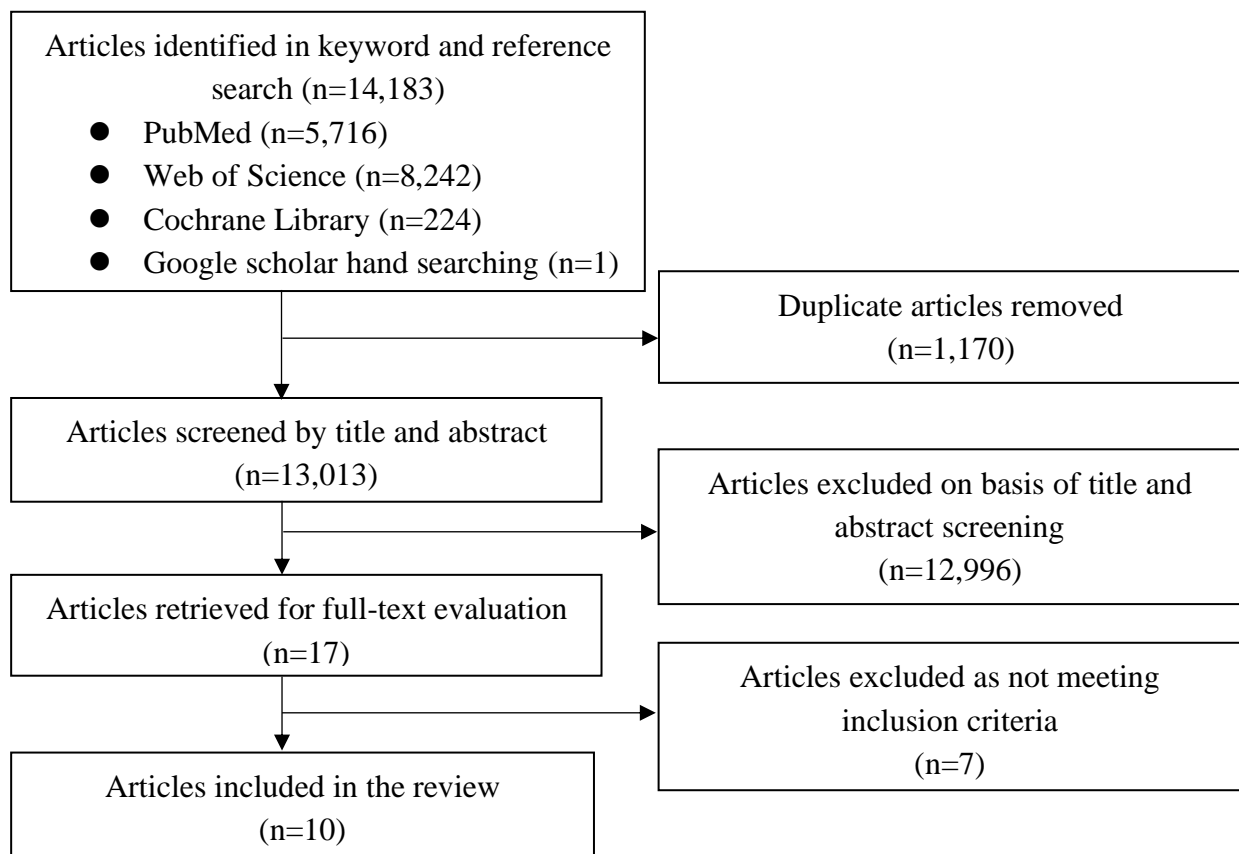 Articles identified in keyword and reference
search (n=14,183)
● PubMed (n=5,716)
● Web of Science (n=8,242)
● Cochrane Library (n=224)
● Google scholar hand searching (n=1)
Duplicate articles removed
(n=1,170)
Articles screened by title and abstract
(n=13,013)
Articles excluded on basis of title and
abstract screening
(n=12,996)
Articles retrieved for full-text evaluation
(n=17)
Articles excluded as not meeting
inclusion criteria
(n=7)
Articles included in the review
(n=10)